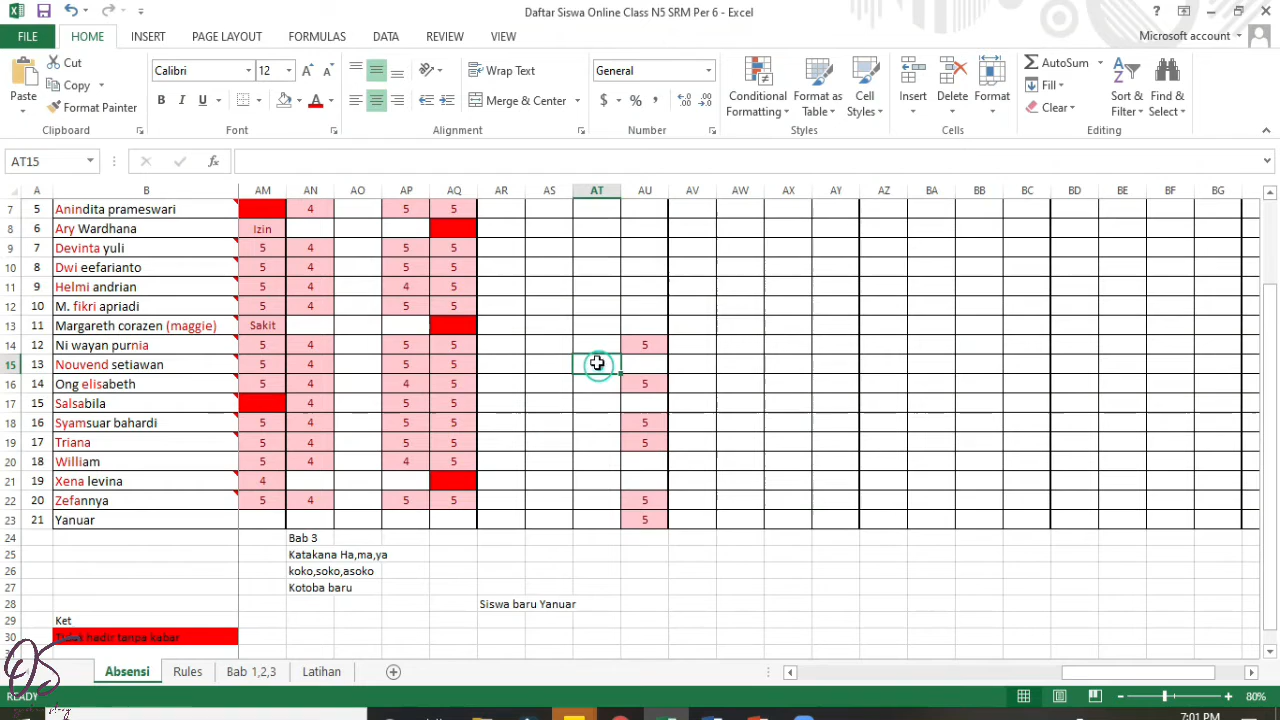 Daftar Siswa Online Class N5 SRM Per 6 - Excel
FILE HOME INSERT PAGE LAYOUT FORMULAS DATA REVIEW VIEW Microsoft account
Paste Cut Calibri 12 Wrap Text General Conditional Formatting Format as Table Cell Styles Insert Delete Format AutoSum Sort & Filter Find & Select
Copy Fill
Format Painter B I U A Merge & Center $ % , Clear
Clipboard Font Alignment Number Styles Cells Editing
AT15 fx
A B AM AN AO AP AQ AR AS AT AU AV AW AX AY AZ BA BB BC BD BE BF BG
7 5 Anindita prameswari 4 5 5
8 6 Ary Wardhana Izin
9 7 Devinta yuli 5 4 5 5
10 8 Dwi eefarianto 5 4 5 5
11 9 Helmi andrian 5 4 4 5
12 10 M. fikri apriadi 5 4 5 5
13 11 Margareth corazen (maggie) Sakit
14 12 Ni wayan purnia 5 4 5 5 5
15 13 Nouvend setiawan 5 4 5 5
16 14 Ong elisabeth 5 4 4 5 5
17 15 Salsabila 4 5 5
18 16 Syamsuar bahardi 5 4 5 5 5
19 17 Triana 5 4 5 5 5
20 18 William 5 4 4 5
21 19 Xena levina 4
22 20 Zefannya 5 4 5 5 5
23 21 Yanuar 5
24 Bab 3
25 Katakana Ha,ma,ya
26 koko,soko,asoko
27 Kotoba baru
28 Siswa baru Yanuar
29 Ket
30 Tidak hadir tanpa kabar
Absensi Rules Bab 1,2,3 Latihan
READY 80%
7:01 PM